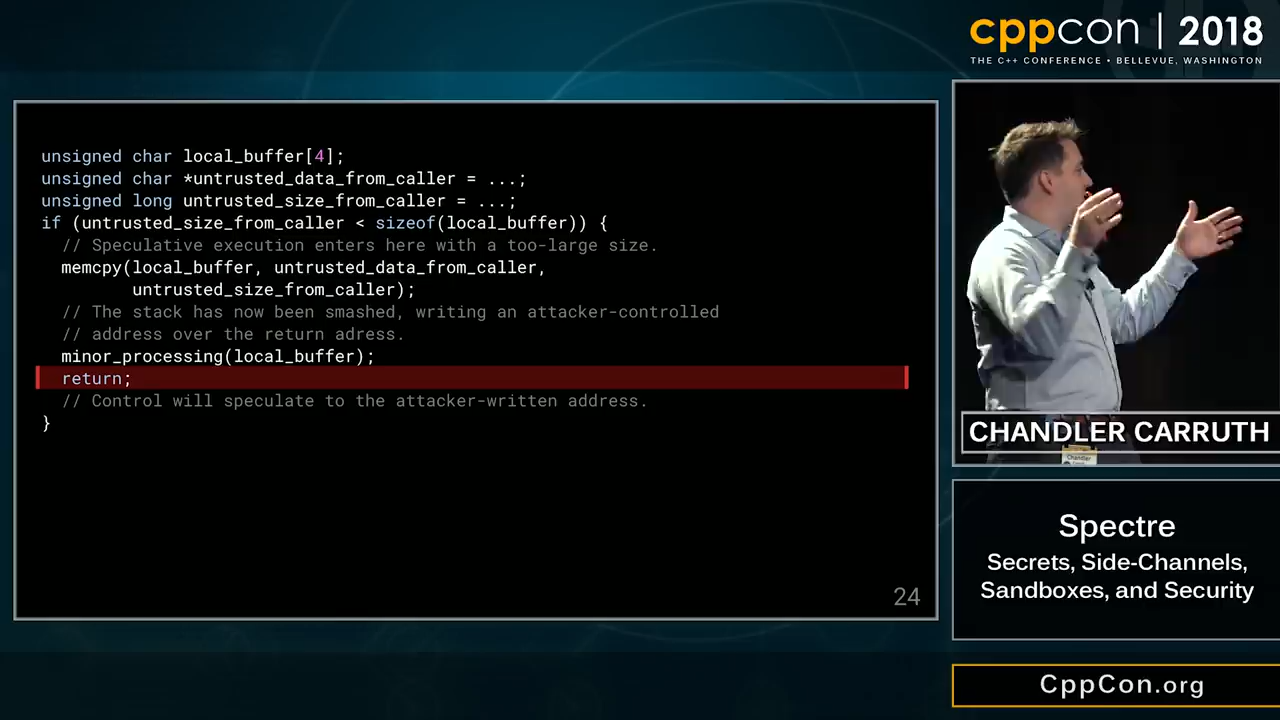 cppcon | 2018
THE C++ CONFERENCE • BELLEVUE, WASHINGTON
unsigned char local_buffer[4];
unsigned char *untrusted_data_from_caller = ...;
unsigned long untrusted_size_from_caller = ...;
if (untrusted_size_from_caller < sizeof(local_buffer)) {
// Speculative execution enters here with a too-large size.
memcpy(local_buffer, untrusted_data_from_caller,
untrusted_size_from_caller);
// The stack has now been smashed, writing an attacker-controlled
// address over the return adress.
minor_processing(local_buffer);
return;
// Control will speculate to the attacker-written address.
}
24
Chandler
CHANDLER CARRUTH
Spectre
Secrets, Side-Channels,
Sandboxes, and Security
CppCon.org